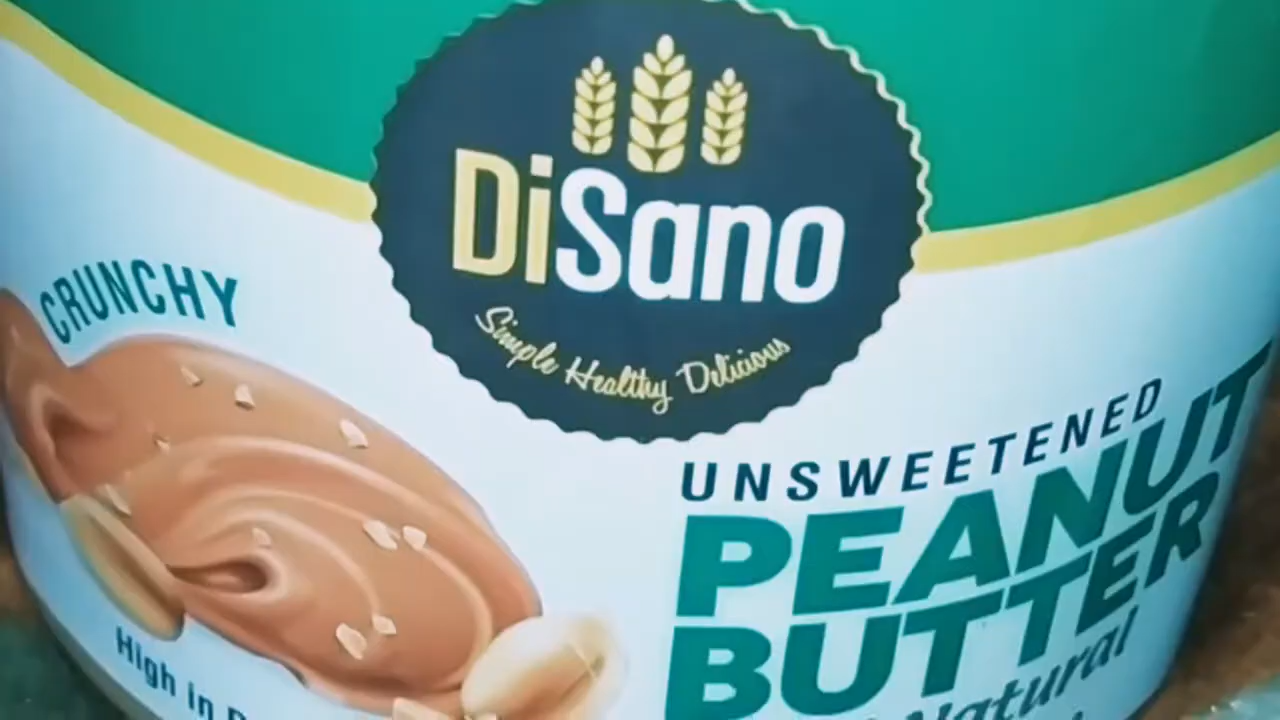 DiSano
Simple Healthy Delicious
CRUNCHY
UNSWEETENED
PEANUT
BUTTER
Natural
High in